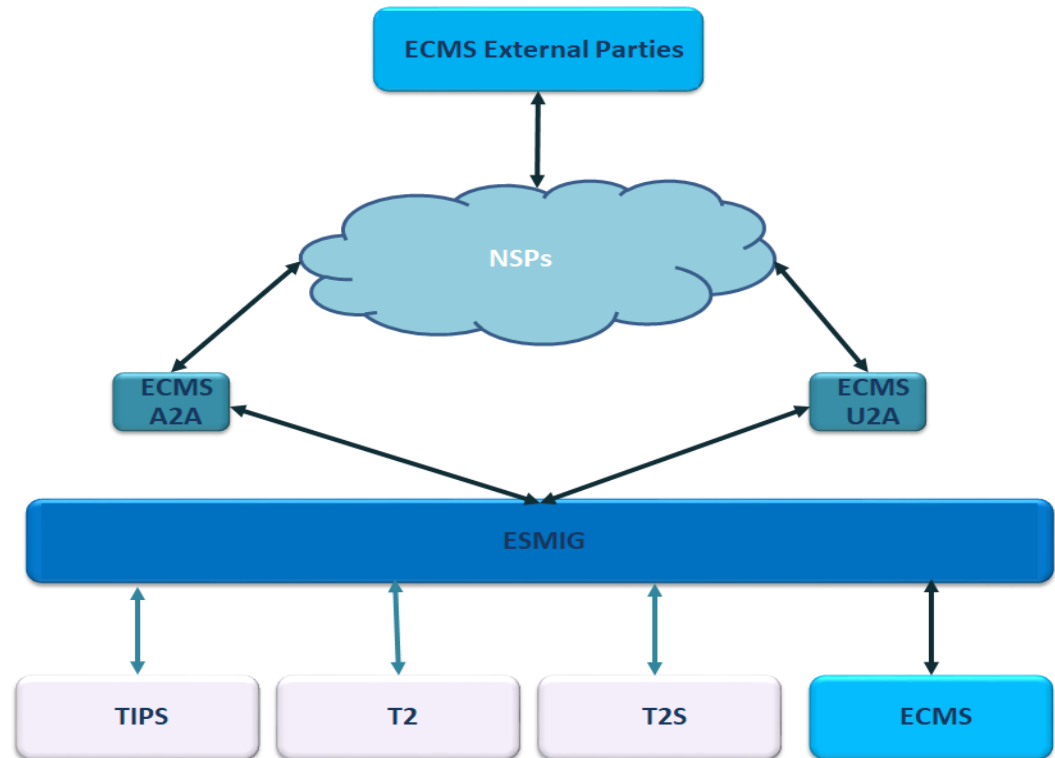 ECMS External Parties
NSPs
ECMS
A2A
ECMS
U2A
ESMIG
TIPS
T2
T2S
ECMS